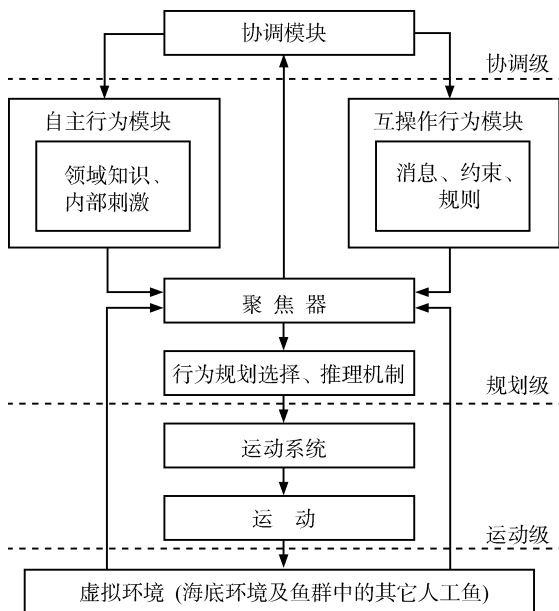 协调模块
协调级
自主行为模块
领域知识、
内部刺激
互操作行为模块
消息、约束、
规则
聚 焦 器
行为规划选择、推理机制
规划级
运动系统
运 动
运动级
虚拟环境 (海底环境及鱼群中的其它人工鱼)